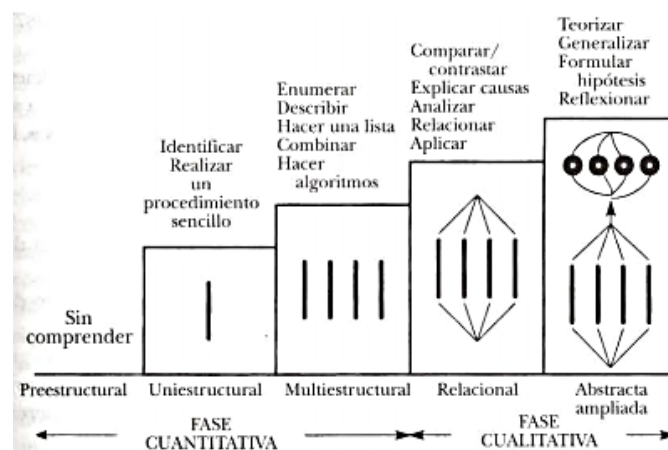 Sin
comprender
Identificar
Realizar
un
procedimiento
sencillo
Enumerar
Describir
Hacer una lista
Combinar
Hacer
algoritmos
Comparar/
contrastar
Explicar causas
Analizar
Relacionar
Aplicar
Teorizar
Generalizar
Formular
hipótesis
Reflexionar
Preestructural
Uniestructural
Multiestructural
Relacional
Abstracta
ampliada
FASE
CUANTITATIVA
FASE
CUALITATIVA